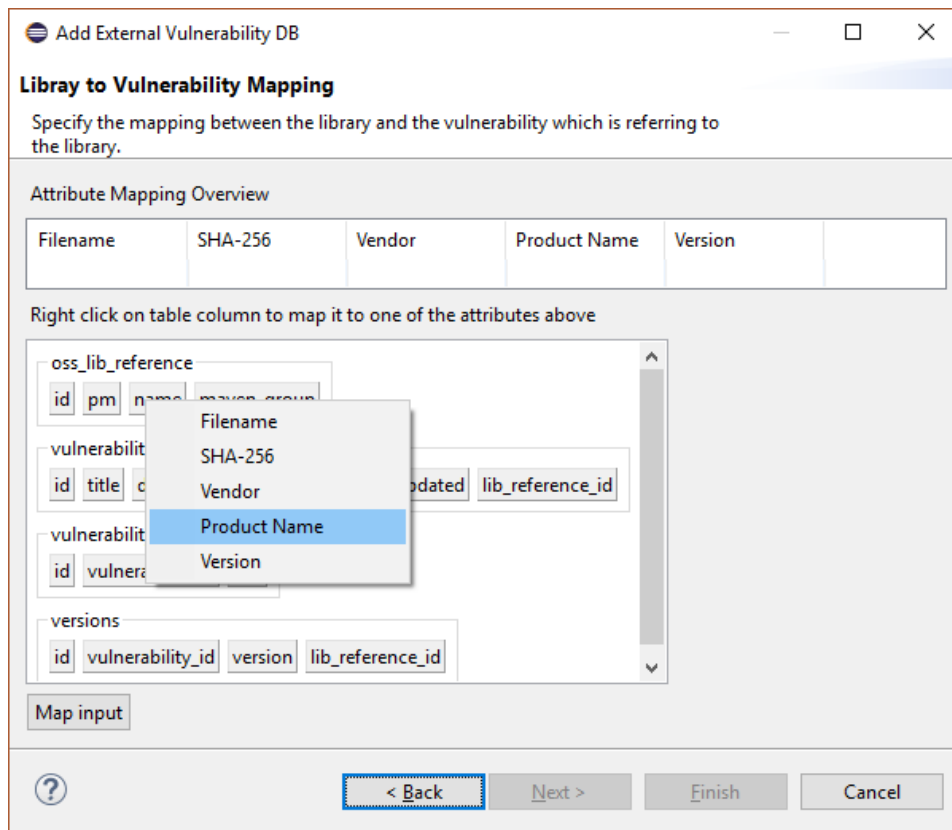 Add External Vulnerability DB
Libray to Vulnerability Mapping
Specify the mapping between the library and the vulnerability which is referring to
the library.
Attribute Mapping Overview
Filename SHA-256 Vendor Product Name Version
Right click on table column to map it to one of the attributes above
oss_lib_reference
id pm name maven_group
Filename
SHA-256
Vendor
Product Name
Version
id title lib_reference_id
id
versions
id vulnerability_id version lib_reference_id
Map input
? < Back Next > Finish Cancel